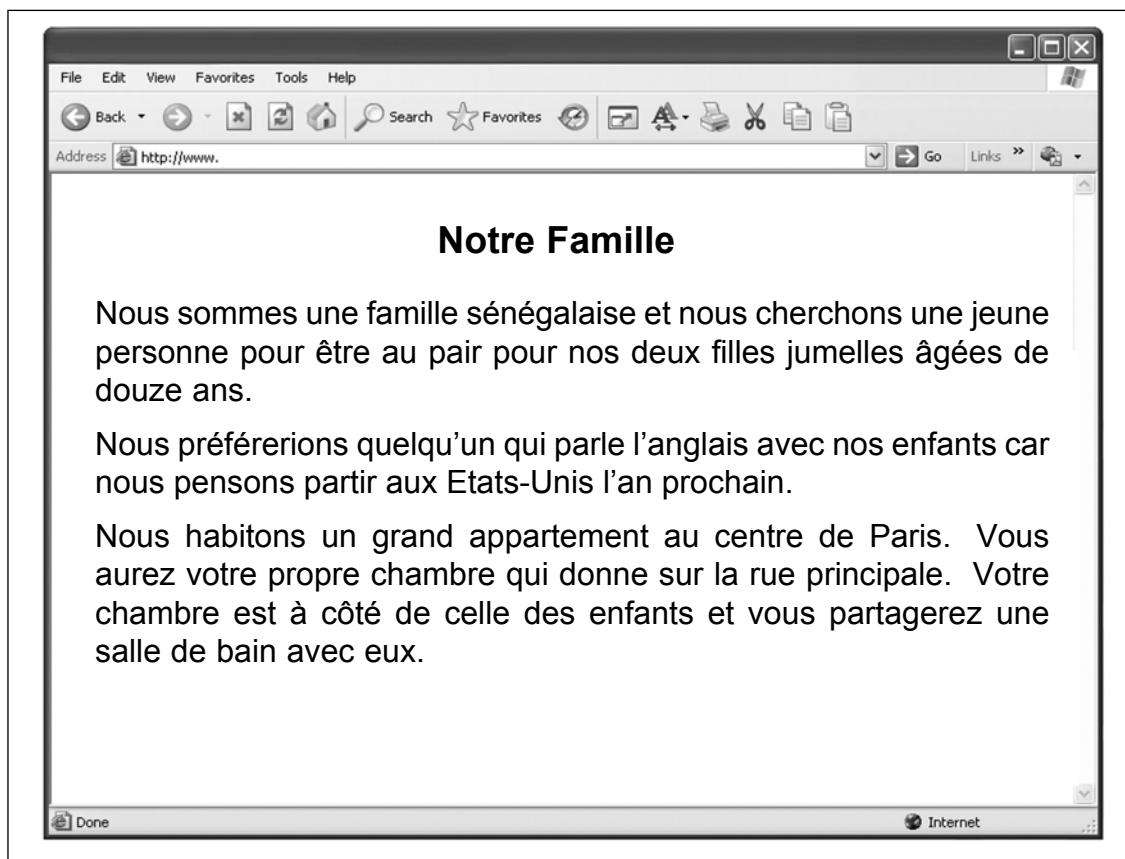 File Edit View Favorites Tools Help
Back Search Favorites
Address http://www. Go Links »
Notre Famille
Nous sommes une famille sénégalaise et nous cherchons une jeune
personne pour être au pair pour nos deux filles jumelles âgées de
douze ans.
Nous préférerions quelqu’un qui parle l’anglais avec nos enfants car
nous pensons partir aux Etats-Unis l’an prochain.
Nous habitons un grand appartement au centre de Paris. Vous
aurez votre propre chambre qui donne sur la rue principale. Votre
chambre est à côté de celle des enfants et vous partagerez une
salle de bain avec eux.
Done Internet